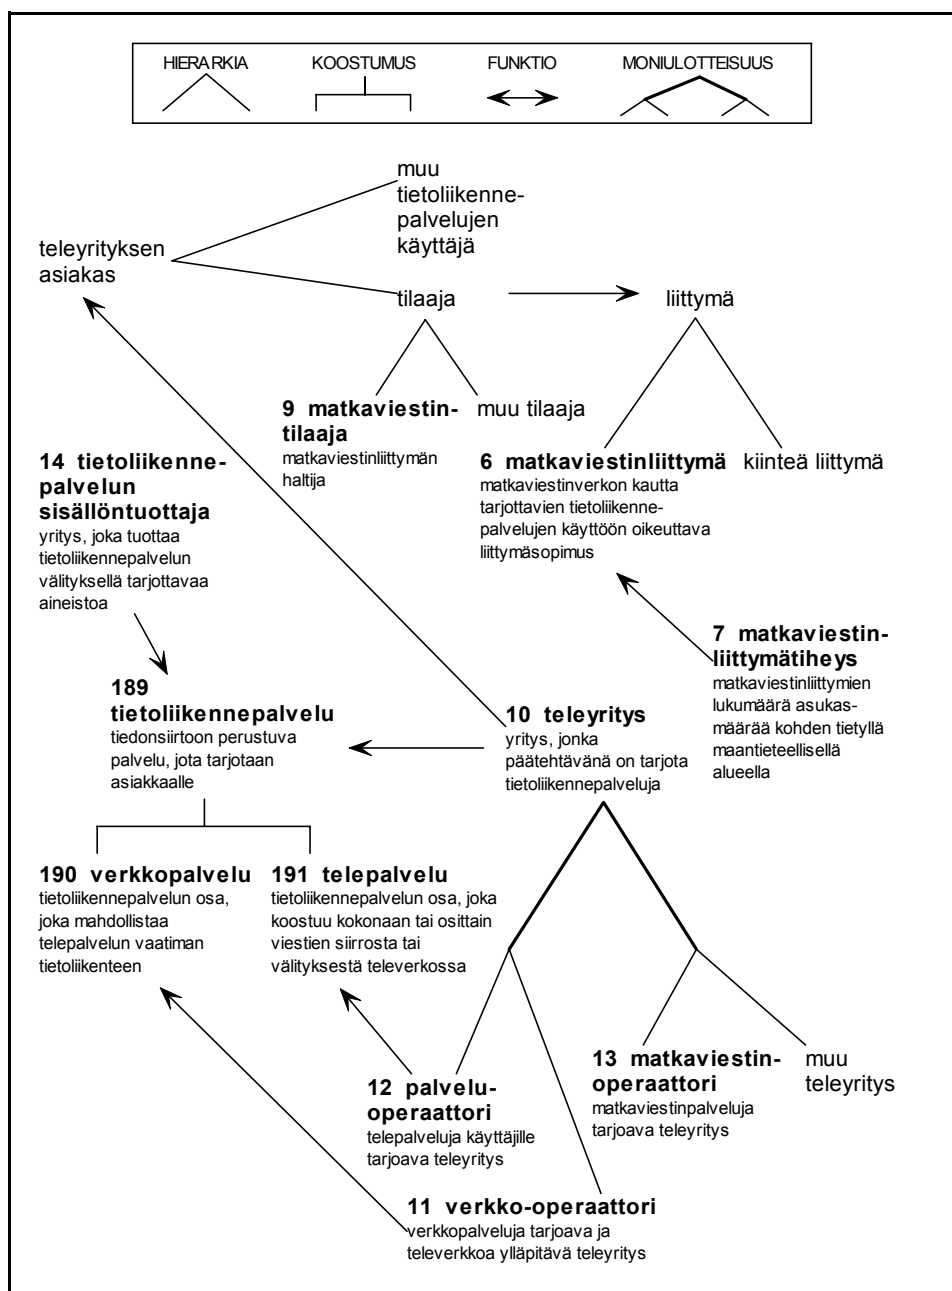 HIERARKIA KOOSTUMUS FUNKTIO MONIULOTTEISUUS
muu
tietoliikenne-
palvelujen
käyttäjä
teleyrityksen
asiakas
tilaaja
liittymä
9 matkaviestin-
tilaaja
matkaviestinliittymän
haltija
muu tilaaja
14 tietoliikenne-
palvelun
sisällöntuottaja
yritys, joka tuottaa
tietoliikennepalvelun
välityksellä tarjottavaa
aineistoa
6 matkaviestinliittymä
matkaviestinverkon kautta
tarjottavien tietoliikenne-
palvelujen käyttöön oikeuttava
liittymäsopimus
kiinteä liittymä
7 matkaviestin-
liittymätiheys
matkaviestinliittymien
lukumäärä asukas-
määrää kohden tietyllä
maantieteellisellä
alueella
189
tietoliikennepalvelu
tiedonsiirtoon perustuva
palvelu, jota tarjotaan
asiakkaalle
10 teleyritys
yritys, jonka
päätehtävänä on tarjota
tietoliikennepalveluja
190 verkkopalvelu
tietoliikennepalvelun osa,
joka mahdollistaa
telepalvelun vaatiman
tietoliikenteen
191 telepalvelu
tietoliikennepalvelun osa, joka
koostuu kokonaan tai osittain
viestien siirrosta tai
välityksestä televerkossa
13 matkaviestin-
operaattori
matkaviestinpalveluja
tarjoava teleyritys
muu
teleyritys
12 palvelu-
operaattori
telepalveluja käyttäjille
tarjoava teleyritys
11 verkko-operaattori
verkkopalveluja tarjoava ja
televerkkoa ylläpitävä teleyritys